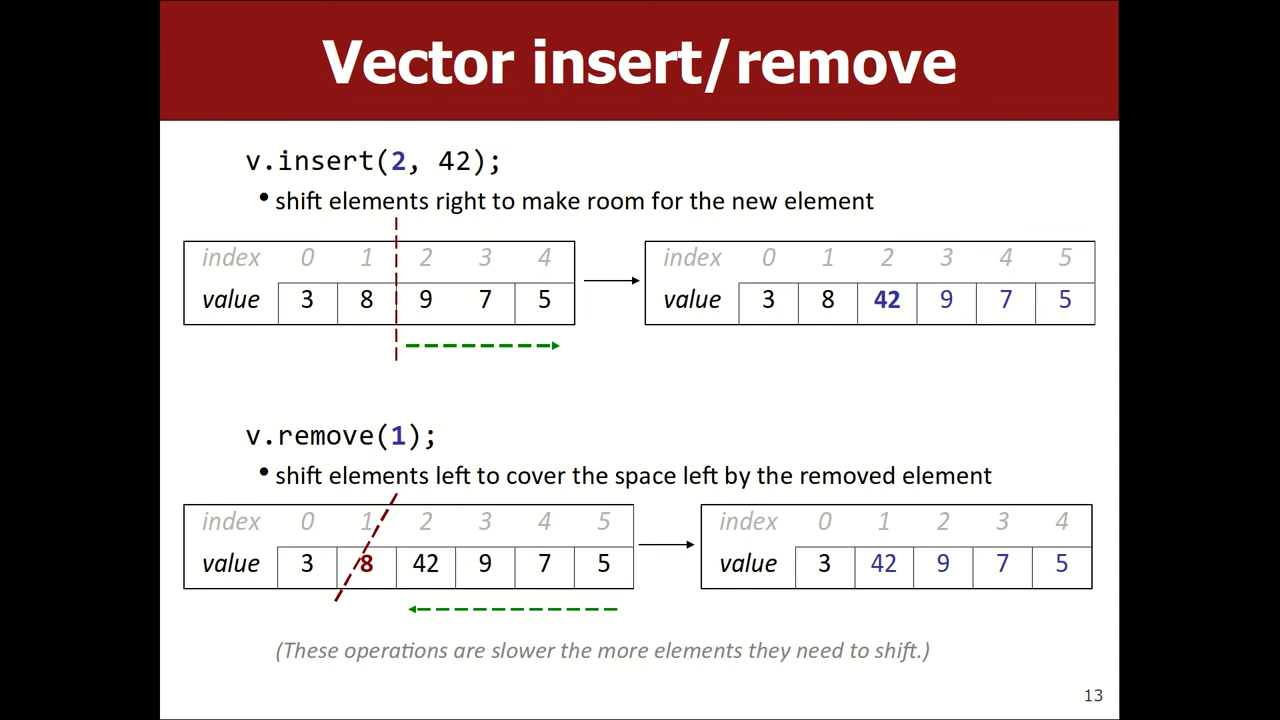 Vector insert/remove
v.insert(2, 42);
• shift elements right to make room for the new element
index 0 1 2 3 4
value 3 8 9 7 5
index 0 1 2 3 4 5
value 3 8 42 9 7 5
v.remove(1);
• shift elements left to cover the space left by the removed element
index 0 1 2 3 4 5
value 3 8 42 9 7 5
index 0 1 2 3 4
value 3 42 9 7 5
(These operations are slower the more elements they need to shift.)
13